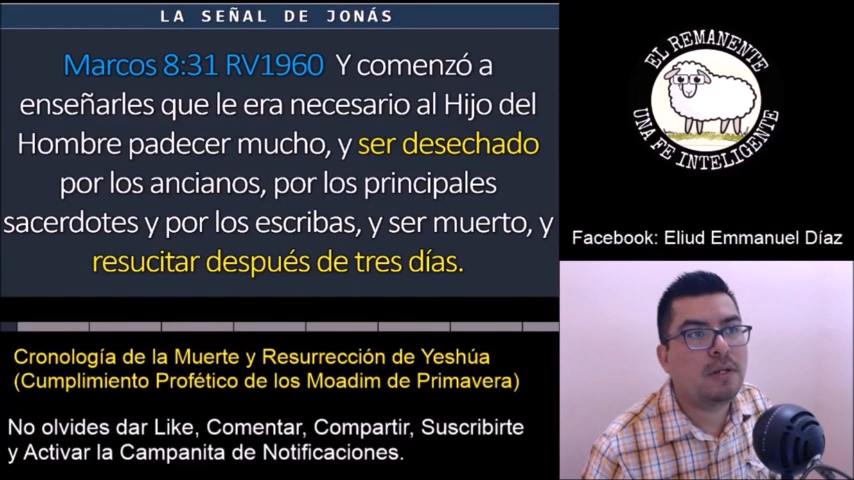 LA SEÑAL DE JONÁS
Marcos 8:31 RV1960 Y comenzó a
enseñarles que le era necesario al Hijo del
Hombre padecer mucho, y ser desechado
por los ancianos, por los principales
sacerdotes y por los escribas, y ser muerto, y
resucitar después de tres días.
EL REMANENTE
UNA FE INTELIGENTE
Facebook: Eliud Emmanuel Díaz
Cronología de la Muerte y Resurrección de Yeshúa
(Cumplimiento Profético de los Moadim de Primavera)
No olvides dar Like, Comentar, Compartir, Suscribirte
y Activar la Campanita de Notificaciones.